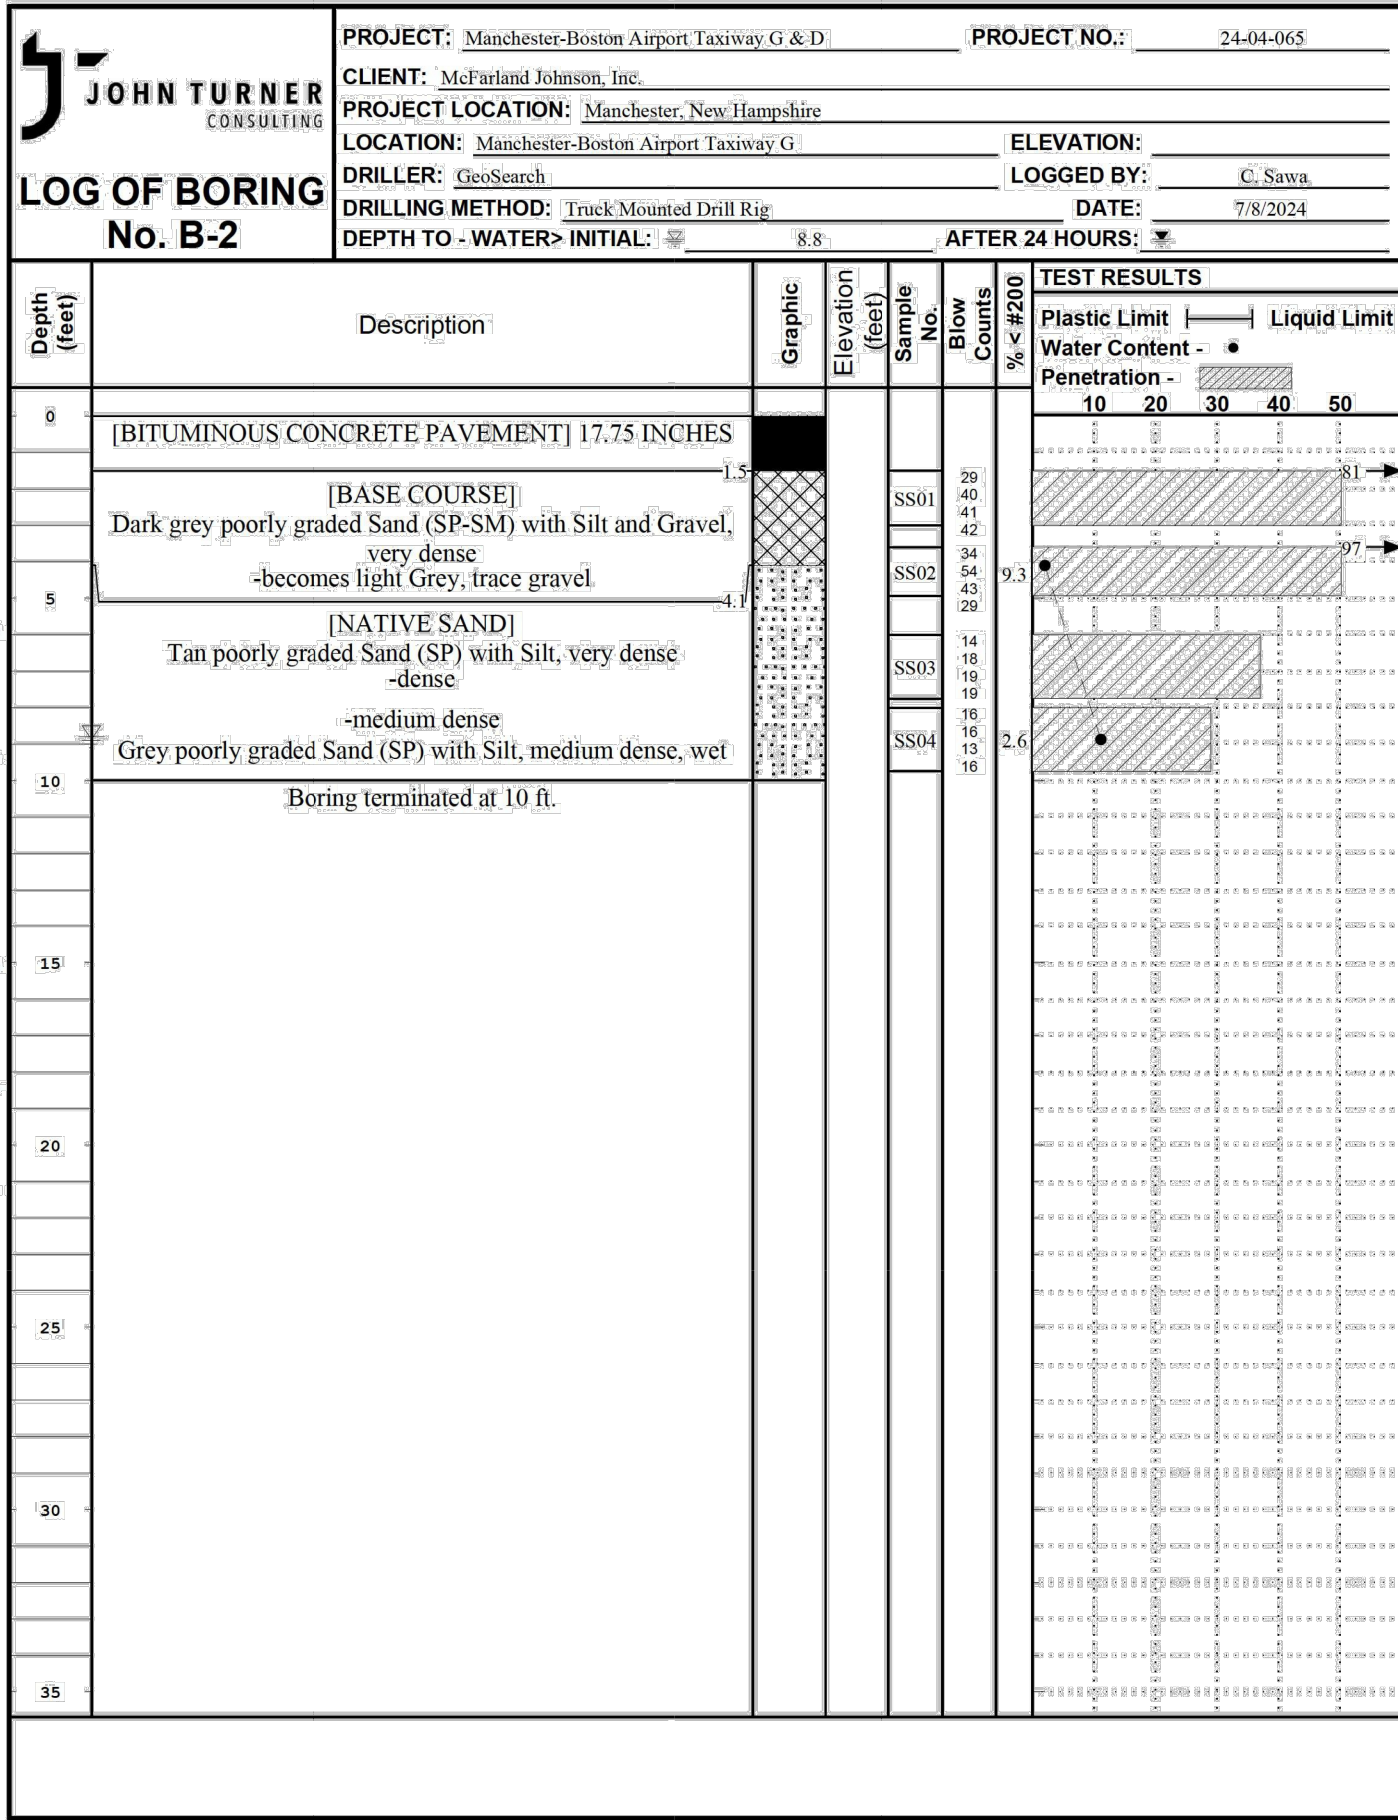 JOHN TURNER
CONSULTING
LOG OF BORING
No. B-2
PROJECT: Manchester-Boston Airport Taxiway G & D PROJECT NO.: 24-04-065
CLIENT: McFarland Johnson, Inc.
PROJECT LOCATION: Manchester, New Hampshire
LOCATION: Manchester-Boston Airport Taxiway G ELEVATION:
DRILLER: GeoSearch LOGGED BY: C. Sawa
DRILLING METHOD: Truck Mounted Drill Rig DATE: 7/8/2024
DEPTH TO - WATER> INITIAL: 8.8 AFTER 24 HOURS:
Depth
(feet)
Description
Graphic
Elevation
(feet)
Sample
No.
Blow
Counts
% < #200
TEST RESULTS
Plastic Limit Liquid Limit
Water Content -
Penetration -
10 20 30 40 50
0
[BITUMINOUS CONCRETE PAVEMENT] 17.75 INCHES
1.5
[BASE COURSE]
Dark grey poorly graded Sand (SP-SM) with Silt and Gravel,
very dense
-becomes light Grey, trace gravel
4.1
5
[NATIVE SAND]
Tan poorly graded Sand (SP) with Silt, very dense
-dense
-medium dense
Grey poorly graded Sand (SP) with Silt, medium dense, wet
10
Boring terminated at 10 ft.
SS01
29
40
41
42
81
SS02
34
54
43
29
9.3
97
SS03
14
18
19
19
SS04
16
16
13
16
2.6
15
20
25
30
35